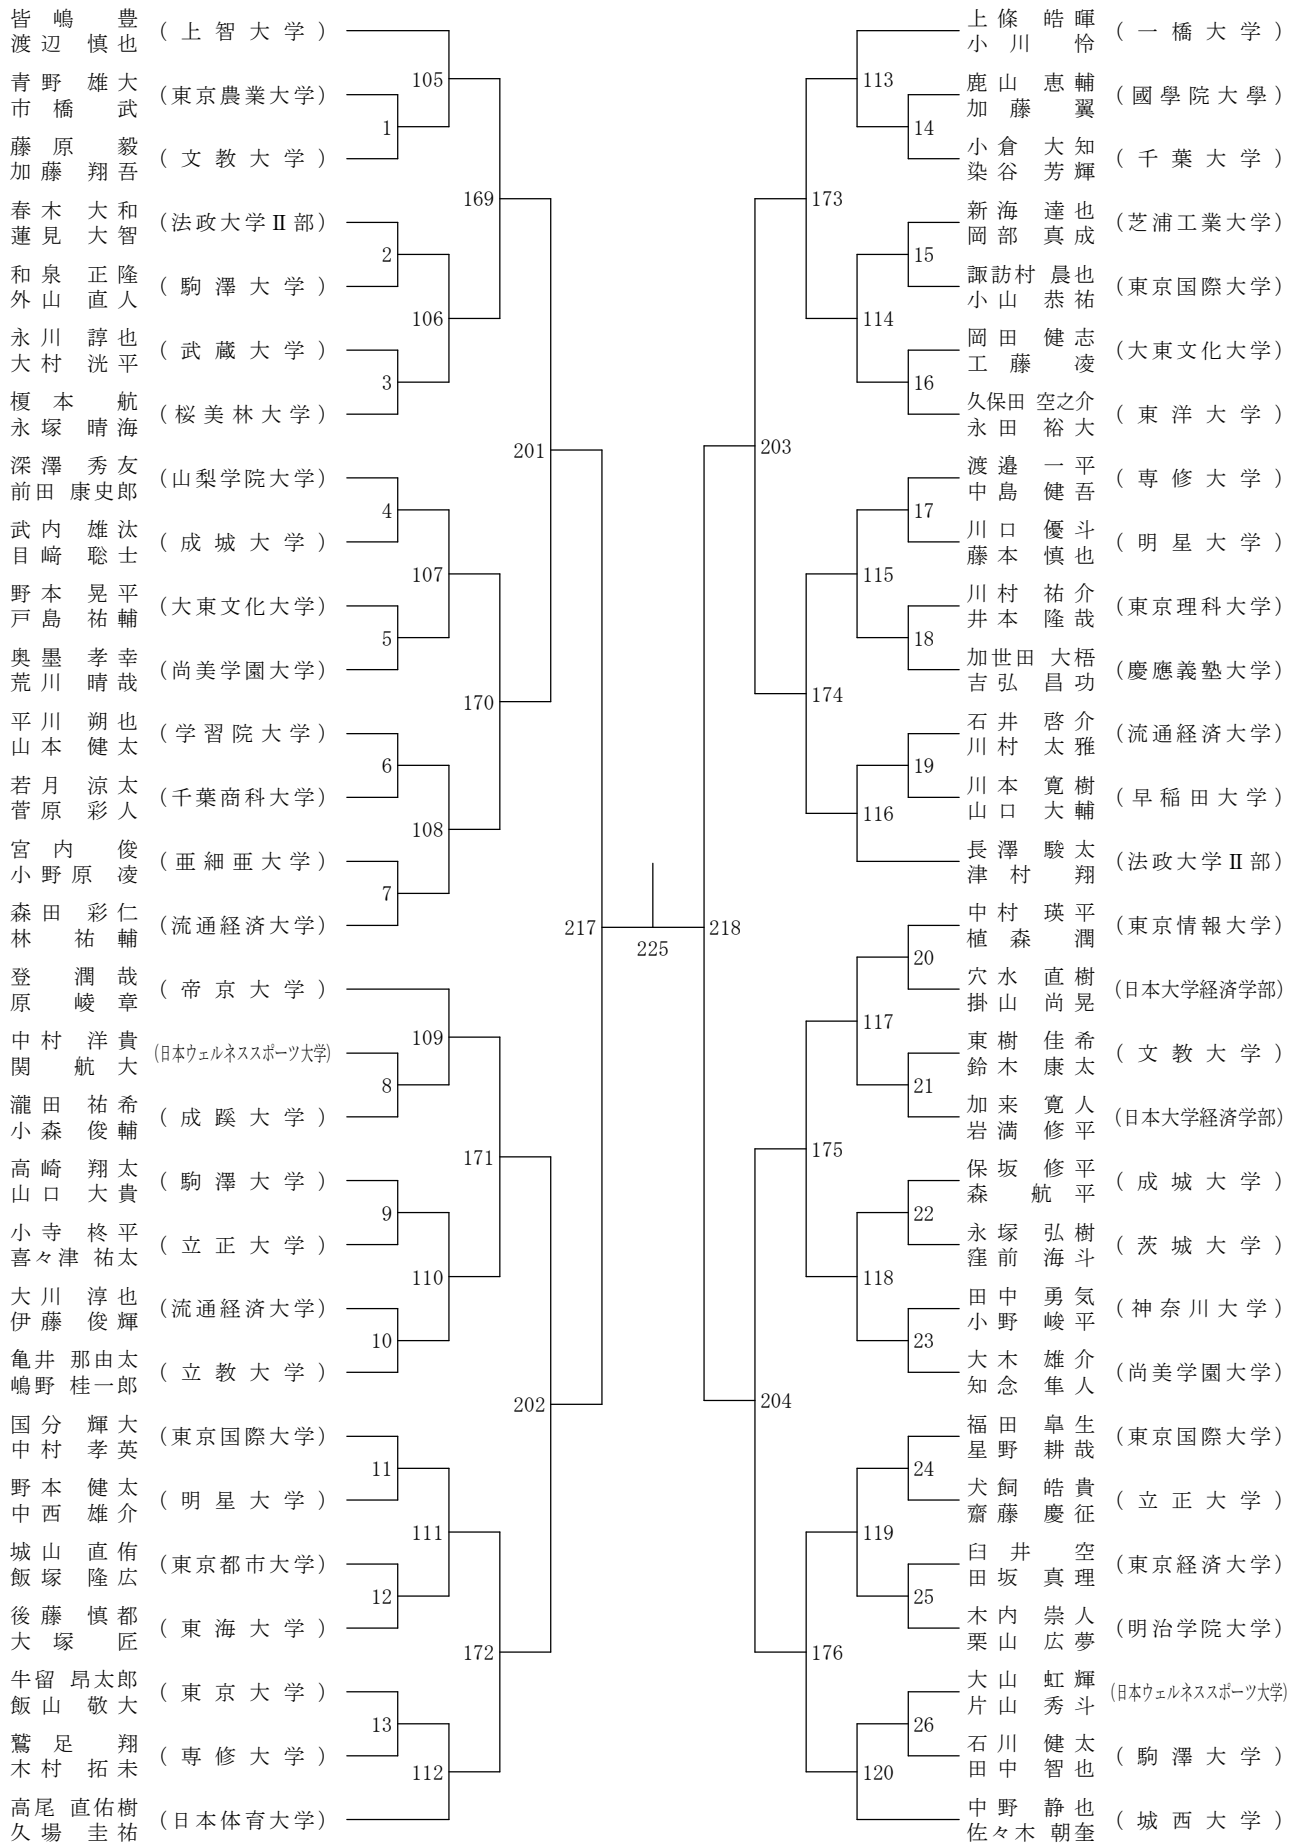 皆嶋 豊
渡辺 慎也
(上智大学)
青野 雄大
市橋 武
(東京農業大学)
藤原 毅
加藤 翔吾
(文教大学)
春木 大和
蓮見 大智
(法政大学Ⅱ部)
和泉 正隆
外山 直人
(駒澤大学)
永川 諄也
大村 洸平
(武蔵大学)
榎本 航
永塚 晴海
(桜美林大学)
深澤 秀友
前田 康史郎
(山梨学院大学)
武内 雄汰
目﨑 聡士
(成城大学)
野本 晃平
戸島 祐輔
(大東文化大学)
奥墨 孝幸
荒川 晴哉
(尚美学園大学)
平川 朔也
山本 健太
(学習院大学)
若月 涼太
菅原 彩人
(千葉商科大学)
宮内 俊
小野原 凌
(亜細亜大学)
森田 彩仁
林 祐輔
(流通経済大学)
登 潤哉
原 崚章
(帝京大学)
中村 洋貴
関 航大
(日本ウェルネススポーツ大学)
瀧田 祐希
小森 俊輔
(成蹊大学)
高崎 翔太
山口 大貴
(駒澤大学)
小寺 柊平
喜々津 祐太
(立正大学)
大川 淳也
伊藤 俊輝
(流通経済大学)
亀井 那由太
嶋野 桂一郎
(立教大学)
国分 輝大
中村 孝英
(東京国際大学)
野本 健太
中西 雄介
(明星大学)
城山 直侑
飯塚 隆広
(東京都市大学)
後藤 慎都
大塚 匠
(東海大学)
牛留 昂太郎
飯山 敬大
(東京大学)
鷲足 翔
木村 拓未
(専修大学)
高尾 直佑樹
久場 圭祐
(日本体育大学)
1
2
3
4
5
6
7
8
9
10
11
12
13
105
106
107
108
109
110
111
112
169
170
171
172
201
202
217
225
218
203
204
173
174
175
176
113
114
115
116
117
118
119
120
14
15
16
17
18
19
20
21
22
23
24
25
26
上條 皓暉
小川 怜
(一橋大学)
鹿山 恵輔
加藤 翼
(國學院大學)
小倉 大知
染谷 芳輝
(千葉大学)
新海 達也
岡部 真成
(芝浦工業大学)
諏訪村 晨也
小山 恭祐
(東京国際大学)
岡田 健志
工藤 凌
(大東文化大学)
久保田 空之介
永田 裕大
(東洋大学)
渡邉 一平
中島 健吾
(専修大学)
川口 優斗
藤本 慎也
(明星大学)
川村 祐介
井本 隆哉
(東京理科大学)
加世田 大梧
吉弘 昌功
(慶應義塾大学)
石井 啓介
川村 太雅
(流通経済大学)
川本 寛樹
山口 大輔
(早稲田大学)
長澤 駿太
津村 翔
(法政大学Ⅱ部)
中村 瑛平
植森 潤
(東京情報大学)
穴水 直樹
掛山 尚晃
(日本大学経済学部)
東樹 佳希
鈴木 康太
(文教大学)
加来 寛人
岩満 修平
(日本大学経済学部)
保坂 修平
森 航平
(成城大学)
永塚 弘樹
窪前 海斗
(茨城大学)
田中 勇気
小野 峻平
(神奈川大学)
大木 雄介
知念 隼人
(尚美学園大学)
福田 皐生
星野 耕哉
(東京国際大学)
犬飼 皓貴
齋藤 慶征
(立正大学)
臼井 空
田坂 真理
(東京経済大学)
木内 崇人
栗山 広夢
(明治学院大学)
大山 虹輝
片山 秀斗
(日本ウェルネススポーツ大学)
石川 健太
田中 智也
(駒澤大学)
中野 静也
佐々木 朝奎
(城西大学)